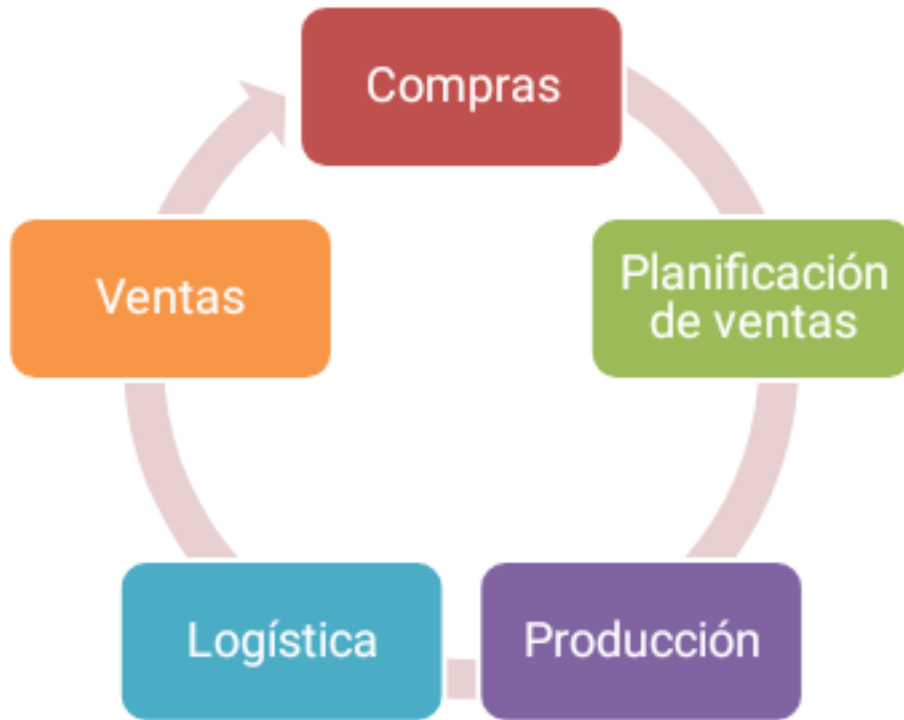 Compras
Planificación
de ventas
Producción
Logística
Ventas